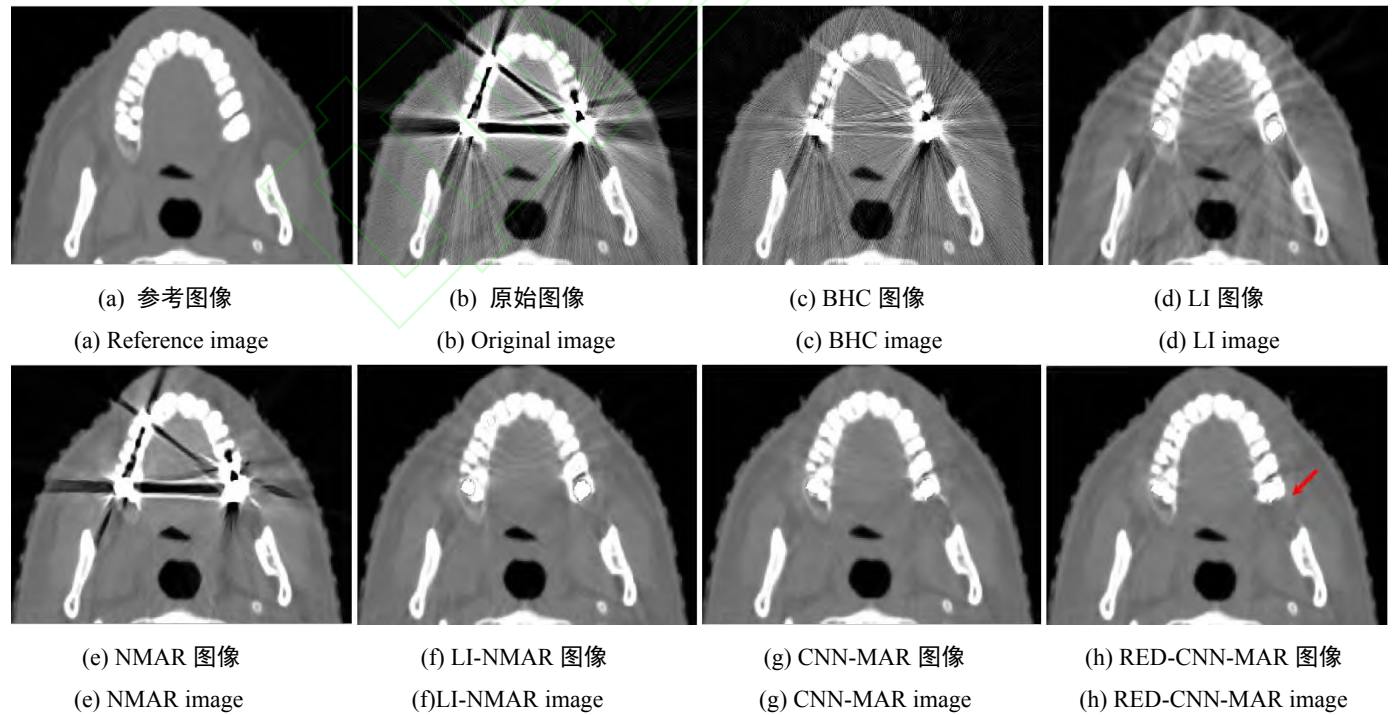 (a) 参考图像
(b) 原始图像
(c) BHC 图像
(d) LI 图像
(a) Reference image
(b) Original image
(c) BHC image
(d) LI image
(e) NMAR 图像
(f) LI-NMAR 图像
(g) CNN-MAR 图像
(h) RED-CNN-MAR 图像
(e) NMAR image
(f)LI-NMAR image
(g) CNN-MAR image
(h) RED-CNN-MAR image